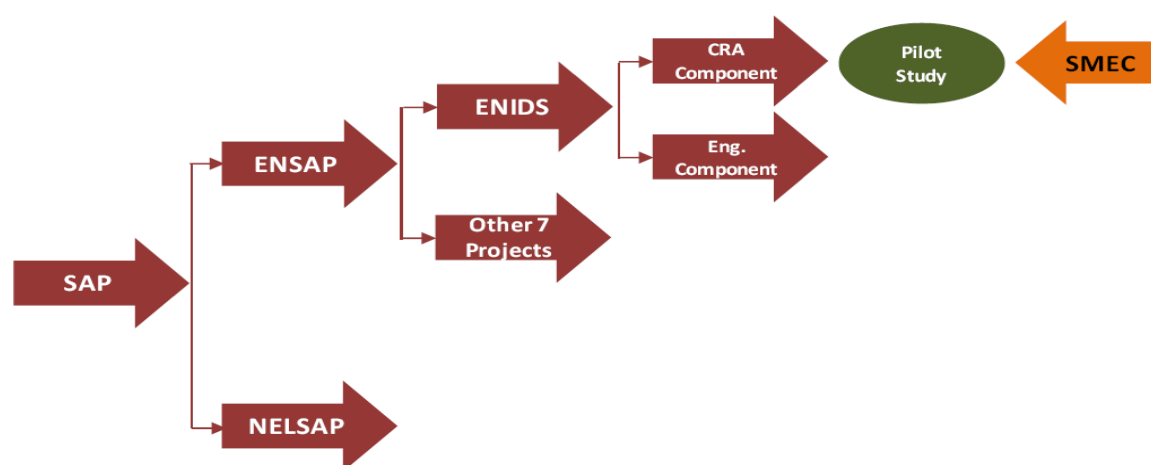 CRA
Component
Pilot
Study
SMEC
ENIDS
ENSAP
Eng.
Component
Other 7
Projects
SAP
NELSAP